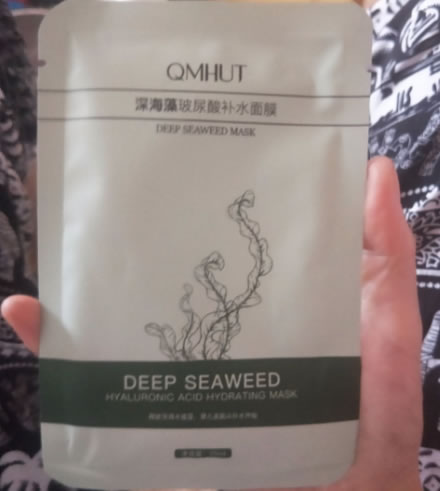 QMHUT
深海藻玻尿酸补水面膜
DEEP SEAWEED MASK
DEEP SEAWEED
HYALURONIC ACID HYDRATING MASK